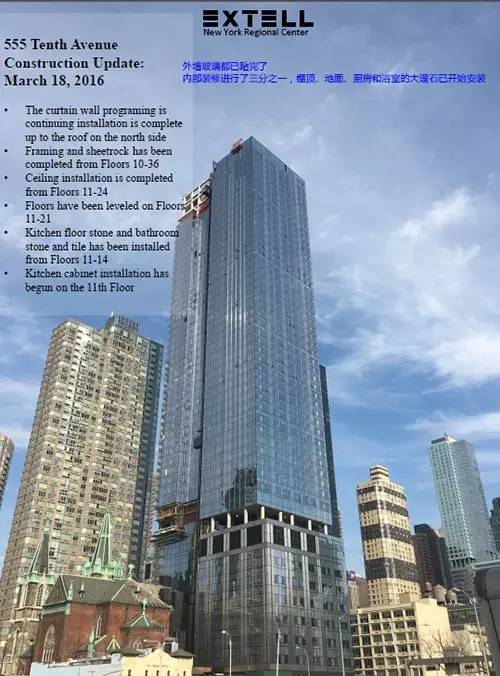 EXTELL
New York Regional Center
555 Tenth Avenue
Construction Update:
March 18, 2016
外墙玻璃都已贴完了
内部装修进行了三分之一，棚顶、地面、厨房和浴室的大理石已开始安装
• The curtain wall programing is
continuing installation is complete
up to the roof on the north side
• Framing and sheetrock has been
completed from Floors 10-36
• Ceiling installation is completed
from Floors 11-24
• Floors have been leveled on Floors
11-21
• Kitchen floor stone and bathroom
stone and tile has been installed
from Floors 11-14
• Kitchen cabinet installation has
begun on the 11th Floor